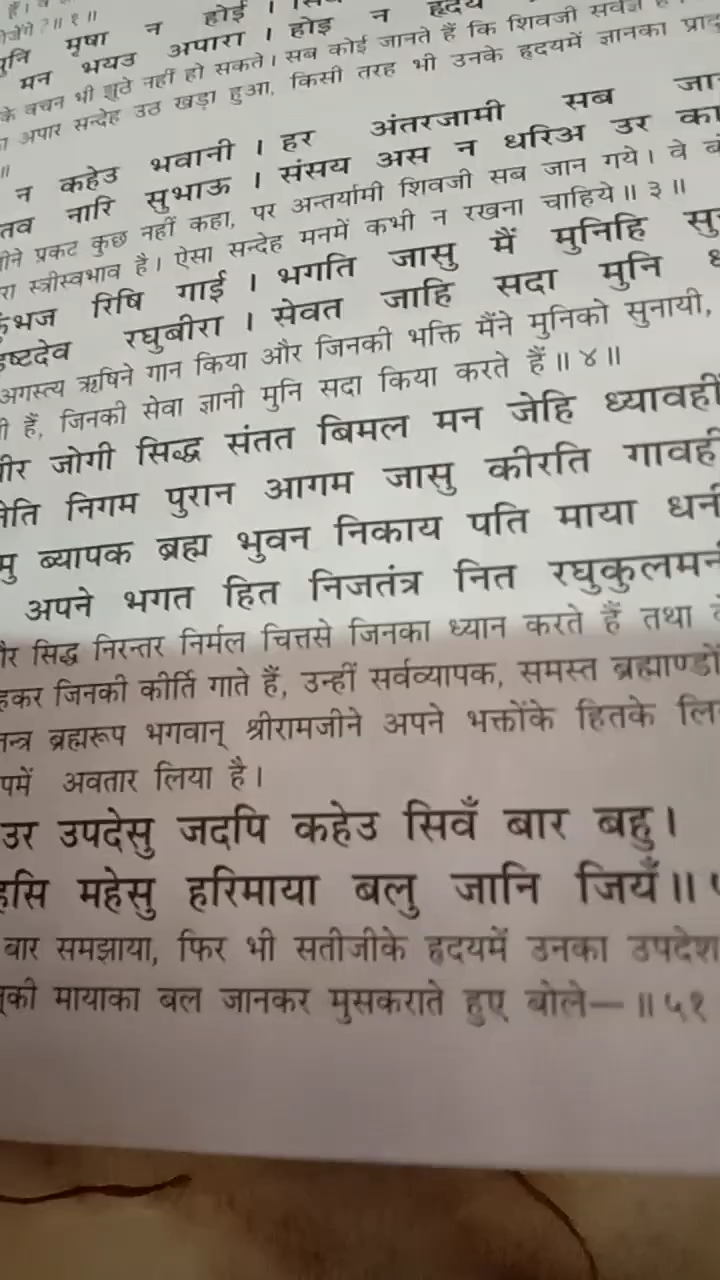 मृषा न होई ।
मन भयउ अपारा । होइ न हृदय
के वचन भी झूठे नहीं हो सकते। सब कोई जानते हैं कि शिवजी सर्वज्ञ
अपार सन्देह उठ खड़ा हुआ, किसी तरह भी उनके हृदयमें ज्ञानका
न कहेउ भवानी । हर अंतरजामी सब
नारि सुभाऊ । संसय अस न धरिअ उर
प्रकट कुछ नहीं कहा, पर अन्तर्यामी शिवजी सब जान गये। वे
स्त्रीस्वभाव है। ऐसा सन्देह मनमें कभी न रखना चाहिये॥ ३ ॥
रिषि गाई । भगति जासु मैं मुनिहि
रघुबीरा । सेवत जाहि सदा मुनि
अगस्त्य ऋषिने गान किया और जिनकी भक्ति मैंने मुनिको सुनायी,
हैं, जिनकी सेवा ज्ञानी मुनि सदा किया करते हैं॥ ४॥
जोगी सिद्ध संतत बिमल मन जेहि ध्यावहीं
निगम पुरान आगम जासु कीरति गावहीं
ब्यापक ब्रह्म भुवन निकाय पति माया धनी
अपने भगत हित निजतंत्र नित रघुकुलमनी
सिद्ध निरन्तर निर्मल चित्तसे जिनका ध्यान करते हैं तथा
जिनकी कीर्ति गाते हैं, उन्हीं सर्वव्यापक, समस्त ब्रह्माण्डों
ब्रह्मरूप भगवान् श्रीरामजीने अपने भक्तोंके हितके
अवतार लिया है।
उर उपदेसु जदपि कहेउ सिवँ बार बहु।
महेसु हरिमाया बलु जानि जियँ॥
बार समझाया, फिर भी सतीजीके हृदयमें उनका उपदेश
मायाका बल जानकर मुसकराते हुए बोले—॥५१